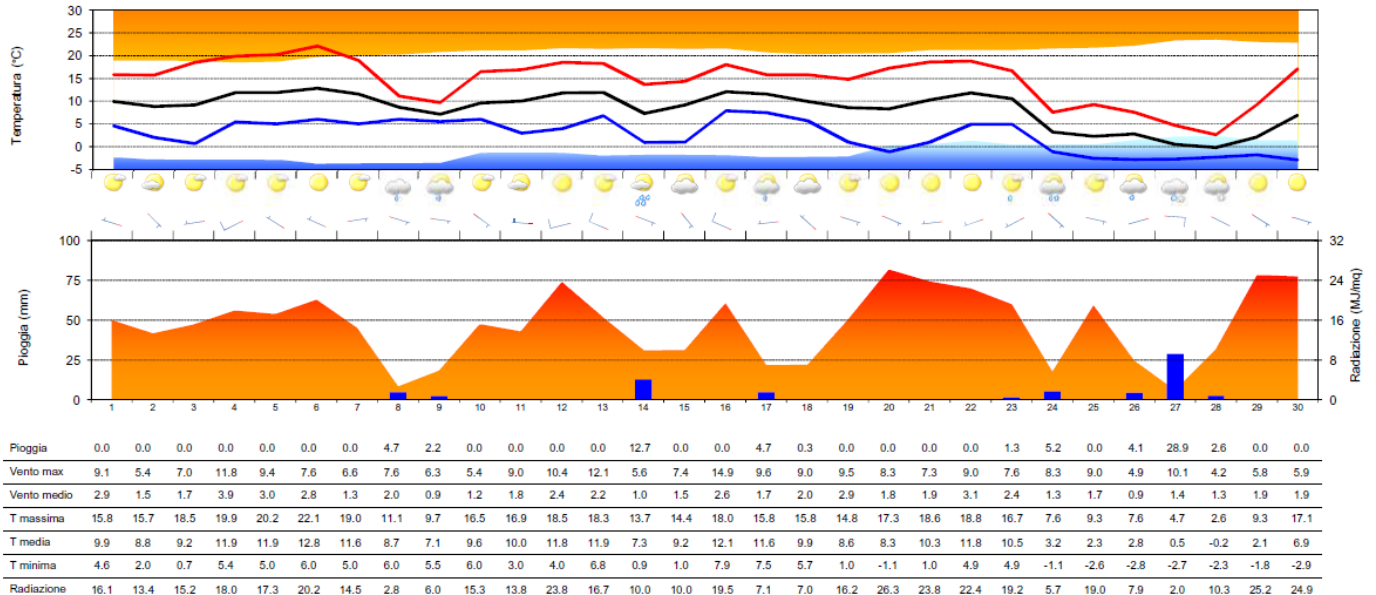 30
25
20
15
10
5
0
-5
Temperatura (°C)
100
75
50
25
0
Pioggia (mm)
32
24
16
8
0
Radiazione (MJ/mq)
1 2 3 4 5 6 7 8 9 10 11 12 13 14 15 16 17 18 19 20 21 22 23 24 25 26 27 28 29 30
Pioggia 0.0 0.0 0.0 0.0 0.0 0.0 0.0 4.7 2.2 0.0 0.0 0.0 0.0 12.7 0.0 0.0 4.7 0.3 0.0 0.0 0.0 0.0 1.3 5.2 0.0 4.1 28.9 2.6 0.0 0.0
Vento max 9.1 5.4 7.0 11.8 9.4 7.6 6.6 7.6 6.3 5.4 9.0 10.4 12.1 5.6 7.4 14.9 9.6 9.0 9.5 8.3 7.3 9.0 7.6 8.3 9.0 4.9 10.1 4.2 5.8 5.9
Vento medio 2.9 1.5 1.7 3.9 3.0 2.8 1.3 2.0 0.9 1.2 1.8 2.4 2.2 1.0 1.5 2.6 1.7 2.0 2.9 1.8 1.9 3.1 2.4 1.3 1.7 0.9 1.4 1.3 1.9 1.9
T massima 15.8 15.7 18.5 19.9 20.2 22.1 19.0 11.1 9.7 16.5 16.9 18.5 18.3 13.7 14.4 18.0 15.8 15.8 14.8 17.3 18.6 18.8 16.7 7.6 9.3 7.6 4.7 2.6 9.3 17.1
T media 9.9 8.8 9.2 11.9 11.9 12.8 11.6 8.7 7.1 9.6 10.0 11.8 11.9 7.3 9.2 12.1 11.6 9.9 8.6 8.3 10.3 11.8 10.5 3.2 2.3 2.8 0.5 -0.2 2.1 6.9
T minima 4.6 2.0 0.7 5.4 5.0 6.0 5.0 6.0 5.5 6.0 3.0 4.0 6.8 0.9 1.0 7.9 7.5 5.7 1.0 -1.1 1.0 4.9 4.9 -1.1 -2.6 -2.8 -2.7 -2.3 -1.8 -2.9
Radiazione 16.1 13.4 15.2 18.0 17.3 20.2 14.5 2.8 6.0 15.3 13.8 23.8 16.7 10.0 10.0 19.5 7.1 7.0 16.2 26.3 23.8 22.4 19.2 5.7 19.0 7.9 2.0 10.3 25.2 24.9